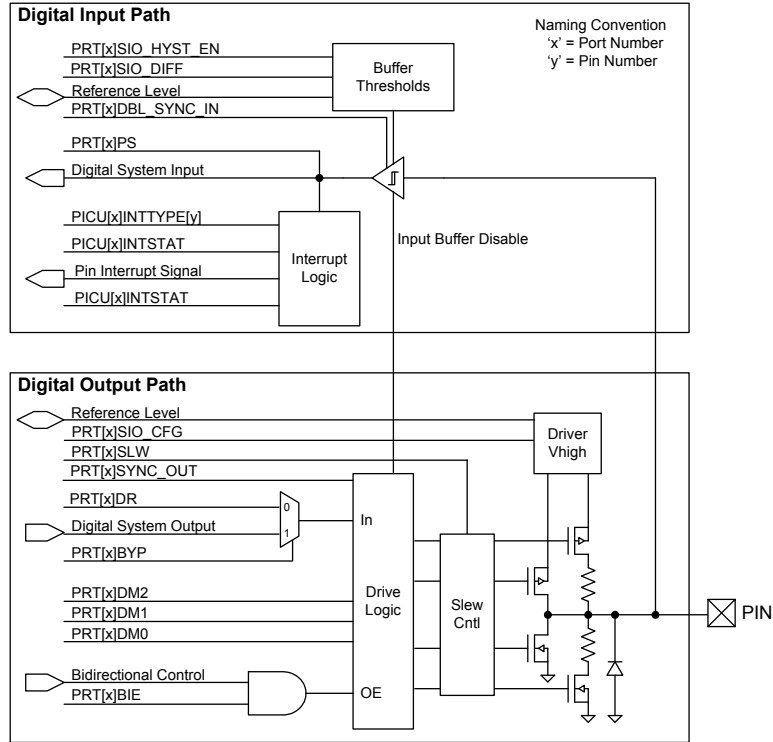 Digital Input Path
Naming Convention
‘x’ = Port Number
‘y’ = Pin Number
PRT[x]SIO_HYST_EN
PRT[x]SIO_DIFF
Reference Level
PRT[x]DBL_SYNC_IN
Buffer
Thresholds
PRT[x]PS
Digital System Input
PICU[x]INTTYPE[y]
PICU[x]INTSTAT
Pin Interrupt Signal
PICU[x]INTSTAT
Interrupt
Logic
Input Buffer Disable
Digital Output Path
Reference Level
PRT[x]SIO_CFG
PRT[x]SLW
PRT[x]SYNC_OUT
Driver
Vhigh
PRT[x]DR
Digital System Output
PRT[x]BYP
0
1
In
PRT[x]DM2
PRT[x]DM1
PRT[x]DM0
Drive
Logic
Slew
Cntl
PIN
Bidirectional Control
PRT[x]BIE
OE